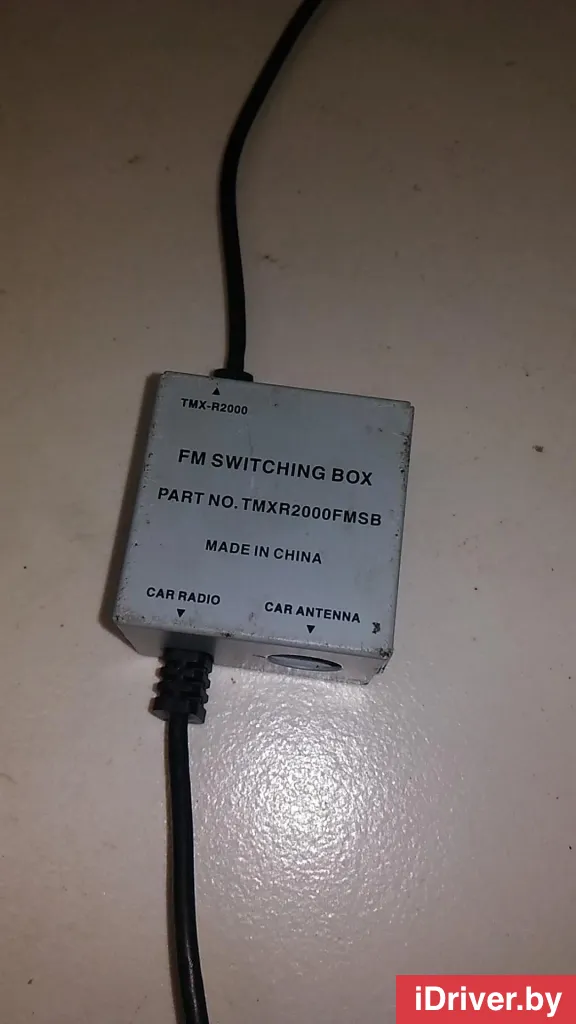 TMX-R2000
FM SWITCHING BOX
PART NO. TMXR2000FMSB
MADE IN CHINA
CAR RADIO
CAR ANTENNA
iDriver.by